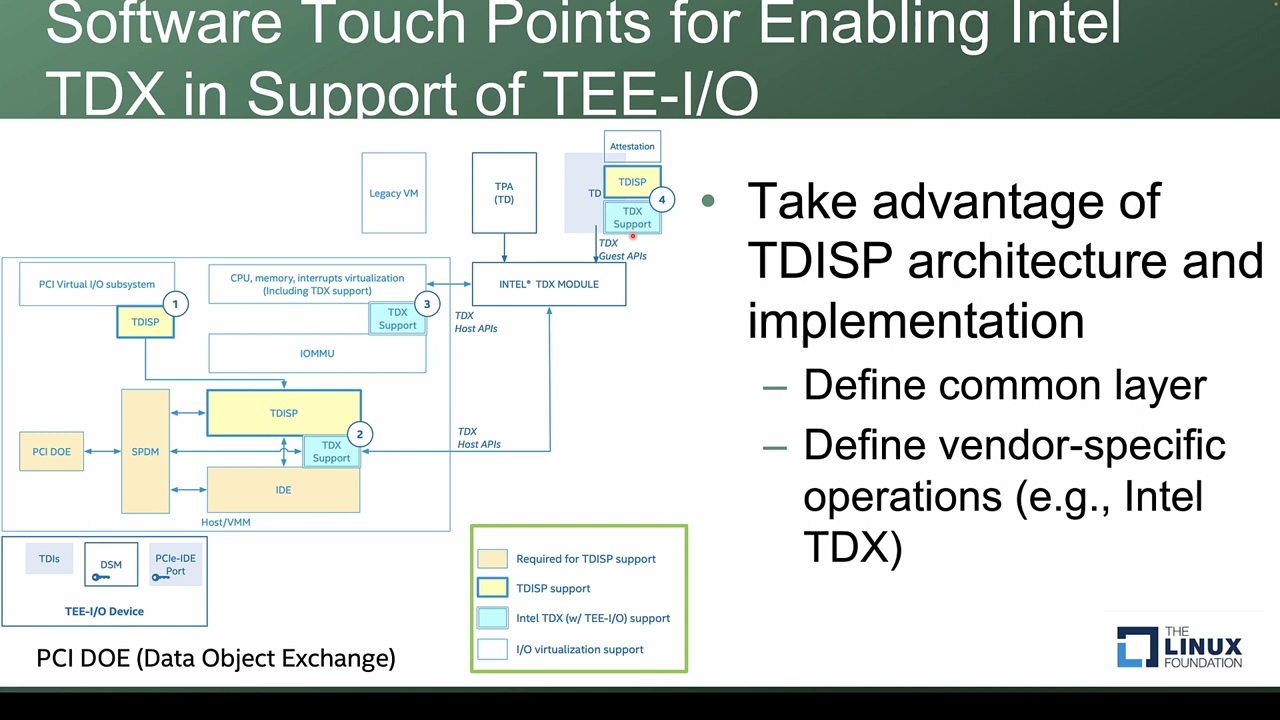 Software Touch Points for Enabling Intel
TDX in Support of TEE-I/O
Attestation
Legacy VM
TPA
(TD)
TD
TDISP
4
TDX
Support
TDX
Guest APIs
PCI Virtual I/O subsystem
CPU, memory, interrupts virtualization
(Including TDX support)
INTEL® TDX MODULE
1
TDISP
3
TDX
Support
TDX
Host APIs
IOMMU
TDISP
2
TDX
Host APIs
PCI DOE
SPDM
TDX
Support
IDE
Host/VMM
TDIs
DSM
PCIe-IDE
Port
TEE-I/O Device
Required for TDISP support
TDISP support
Intel TDX (w/ TEE-I/O) support
I/O virtualization support
PCI DOE (Data Object Exchange)
• Take advantage of
TDISP architecture and
implementation
– Define common layer
– Define vendor-specific
operations (e.g., Intel
TDX)
THE
LINUX
FOUNDATION